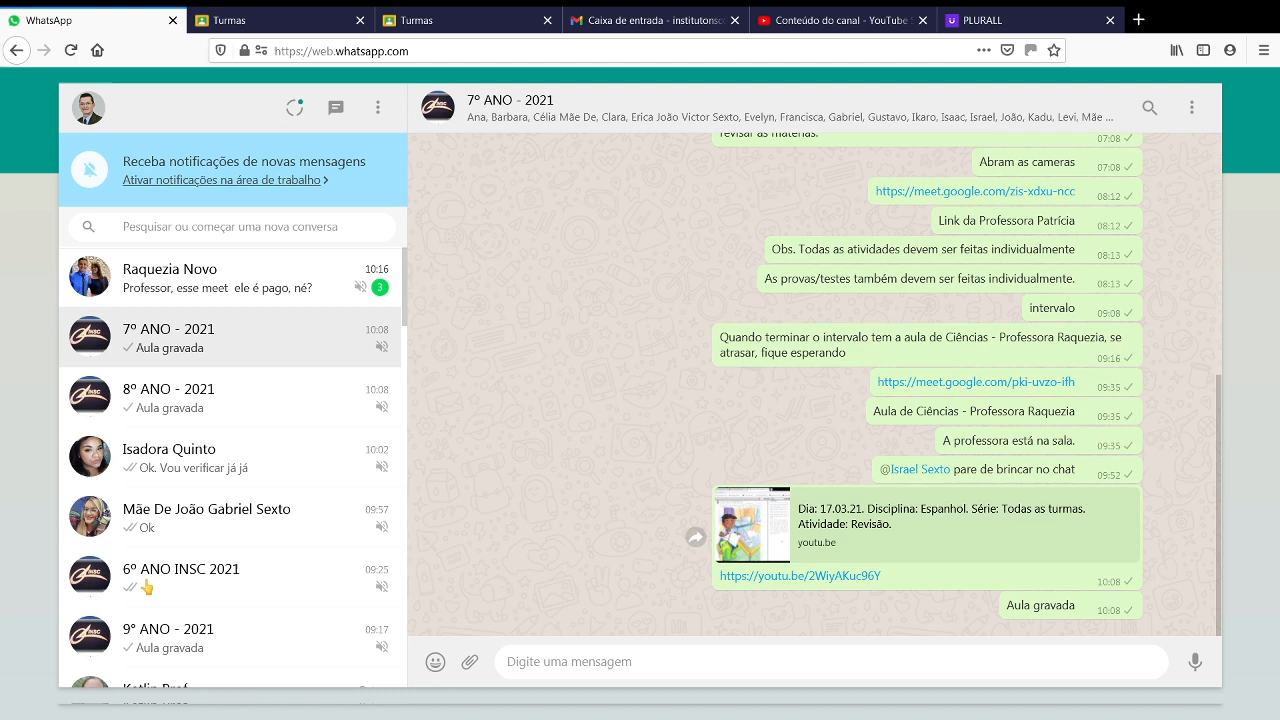 WhatsApp
Turmas
Turmas
Caixa de entrada - institutonsc
Conteúdo do canal - YouTube S
PLURALL
https://web.whatsapp.com
Receba notificações de novas mensagens
Ativar notificações na área de trabalho >
Pesquisar ou começar uma nova conversa
Raquezia Novo 10:16
Professor, esse meet ele é pago, né? 3
7º ANO - 2021 10:08
Aula gravada
8º ANO - 2021 10:08
Aula gravada
Isadora Quinto 10:02
Ok. Vou verificar já já
Mãe De João Gabriel Sexto 09:57
Ok
6º ANO INSC 2021 09:25
👆
9° ANO - 2021 09:17
Aula gravada
7º ANO - 2021
Ana, barbara, Célia Mãe De, Clara, Erica João Victor Sexto, Evelyn, Francisca, Gabriel, Gustavo, Ikaro, Isaac, Israel, João, Kadu, Levi, Mãe ...
revisar as matérias. 07:08
Abram as cameras 07:08
https://meet.google.com/zis-xdxu-ncc 08:12
Link da Professora Patrícia 08:12
Obs. Todas as atividades devem ser feitas individualmente 08:13
As provas/testes também devem ser feitas individualmente. 08:13
intervalo 09:08
Quando terminar o intervalo tem a aula de Ciências - Professora Raquezia, se
atrasar, fique esperando 09:16
https://meet.google.com/pki-uvzo-ifh 09:35
Aula de Ciências - Professora Raquezia 09:35
A professora está na sala. 09:35
@Israel Sexto pare de brincar no chat 09:52
Dia: 17.03.21. Disciplina: Espanhol. Série: Todas as turmas.
Atividade: Revisão.
youtu.be
https://youtu.be/2WiyAKuc96Y 10:08
Aula gravada 10:08
Digite uma mensagem